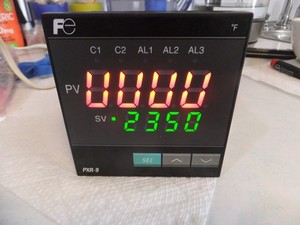 Fe °F
C1 C2 AL1 AL2 AL3
PV UUUU
SV 2350
PXR-9 SEL